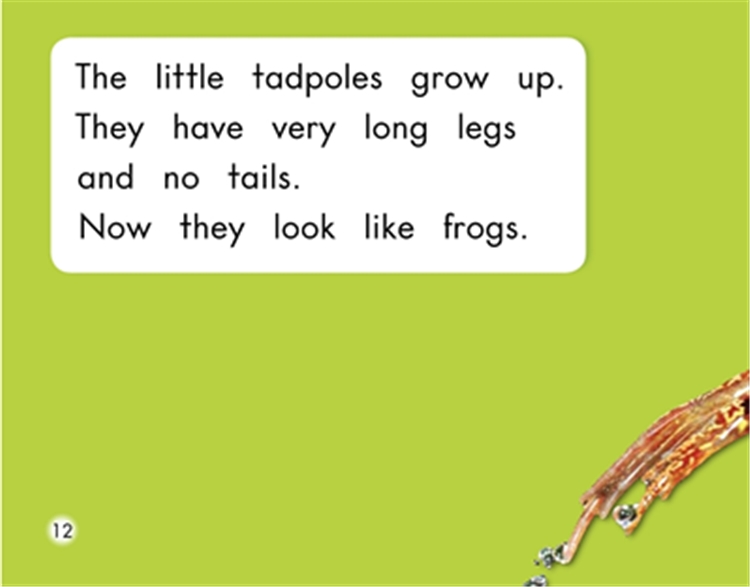 The little tadpoles grow up.
They have very long legs
and no tails.
Now they look like frogs.
12